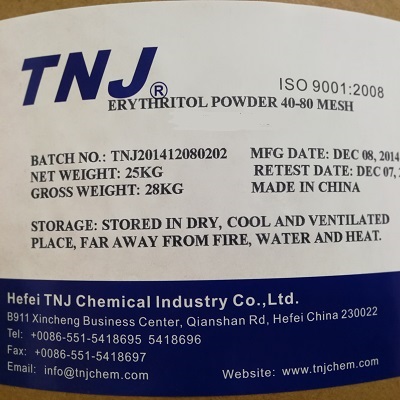 TNJ®
ISO 9001:2008
ERYTHRITOL POWDER 40-80 MESH
BATCH NO.: TNJ201412080202 MFG DATE: DEC 08, 2014
NET WEIGHT: 25KG RETEST DATE: DEC 07, 2
GROSS WEIGHT: 28KG MADE IN CHINA
STORAGE: STORED IN DRY, COOL AND VENTILATED
PLACE, FAR AWAY FROM FIRE, WATER AND HEAT.
Hefei TNJ Chemical Industry Co.,Ltd.
B911 Xincheng Business Center, Qianshan Rd, Hefei China 230022
Tel: +0086-551-5418695 5418696
Fax: +0086-551-5418697
Email: info@tnjchem.com Website: www.tnjchem.com